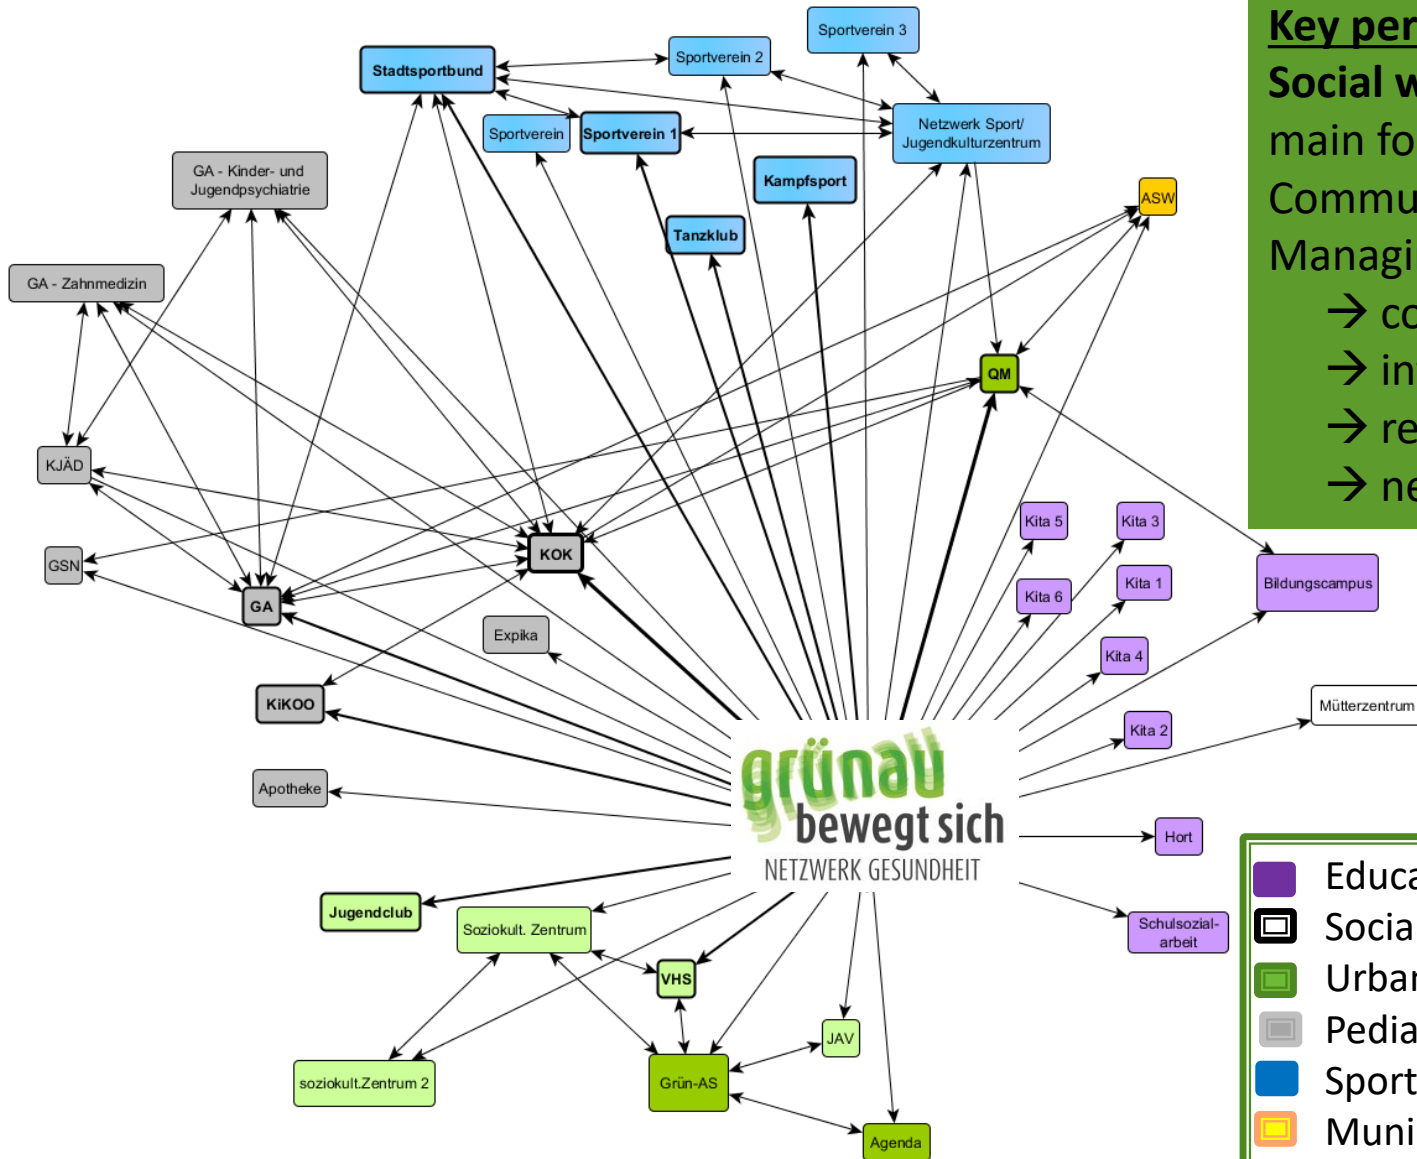 Sportverein 3
Stadtsportbund
Sportverein 2
Sportverein
Sportverein 1
Netzwerk Sport/
Jugendkulturzentrum
GA - Kinder- und
Jugendpsychiatrie
Kampfsport
ASW
Tanzklub
GA - Zahnmedizin
QM
KJÄD
GSN
KOK
GA
Expika
KiKOO
Apotheke
Kita 5
Kita 3
Kita 6
Kita 1
Kita 4
Kita 2
Bildungscampus
Mütterzentrum
Hort
Schulsozial-
arbeit
grünau
bewegt sich
NETZWERK GESUNDHEIT
Jugendclub
Soziokult. Zentrum
VHS
JAV
soziokult.Zentrum 2
Grün-AS
Agenda
Key per
Social w
main fo
Commu
Managi
→ co
→ in
→ re
→ ne
Educa
Social
Urban
Pedia
Sport
Muni